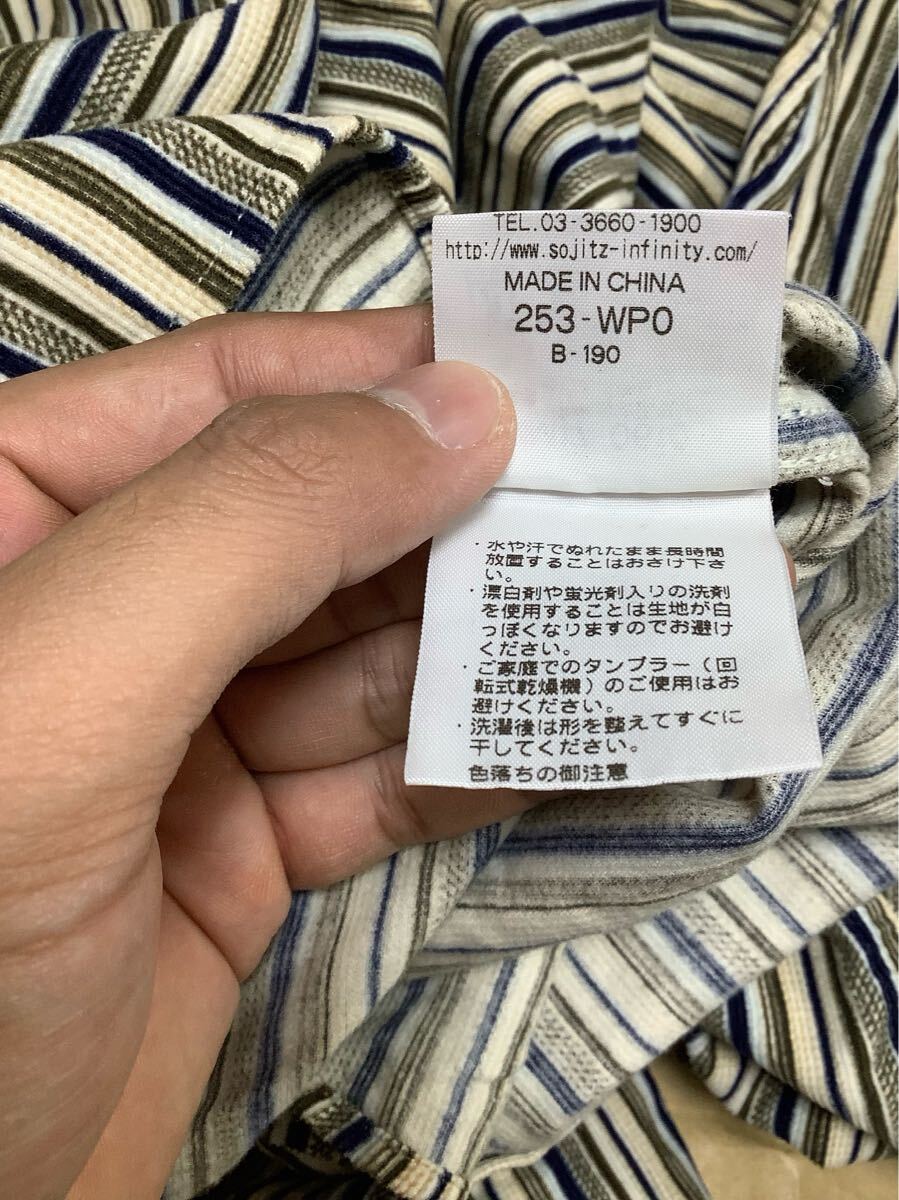 TEL.03-3660-1900
http://www.sojitz-infinity.com/
MADE IN CHINA
253-WP0
B-190
・水や汗でぬれたまま長時間
放置することはおさけ下さ
い。
・漂白剤や蛍光剤入りの洗剤
を使用することは生地が白
っぽくなりますのでお避け
ください。
・ご家庭でのタンブラー（回
転式乾燥機）のご使用はお
避けください。
・洗濯後は形を整えてすぐに
干してください。
色落ちの御注意